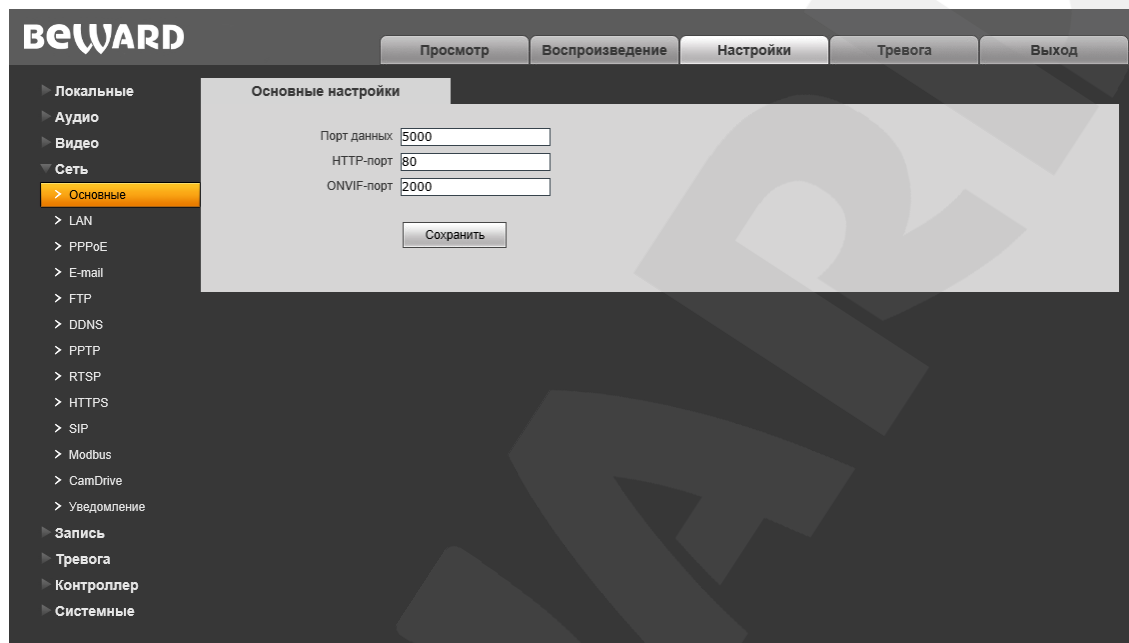 BEWARD
Просмотр
Воспроизведение
Настройки
Тревога
Выход
Локальные
Аудио
Видео
Сеть
> Основные
> LAN
> PPPoE
> E-mail
> FTP
> DDNS
> PPTP
> RTSP
> HTTPS
> SIP
> Modbus
> CamDrive
> Уведомление
Запись
Тревога
Контроллер
Системные
Основные настройки
Порт данных 5000
HTTP-порт 80
ONVIF-порт 2000
Сохранить